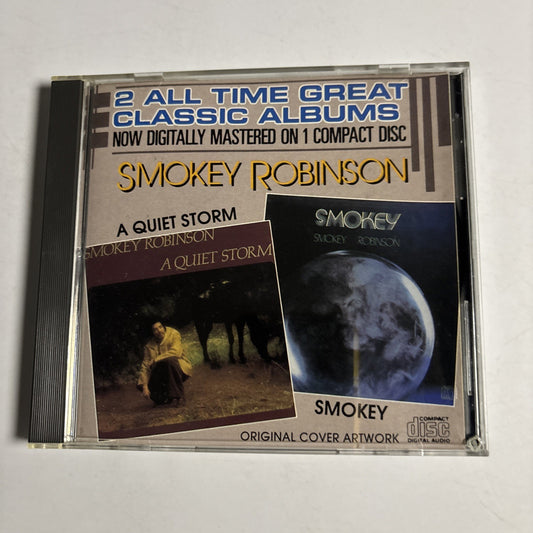 2 ALL TIME GREAT
CLASSIC ALBUMS
NOW DIGITALLY MASTERED ON 1 COMPACT DISC
SMOKEY ROBINSON
A QUIET STORM
SMOKEY ROBINSON
A QUIET STORM
SMOKEY
SMOKEY ROBINSON
SMOKEY
ORIGINAL COVER ARTWORK
COMPACT
disc
DIGITAL AUDIO